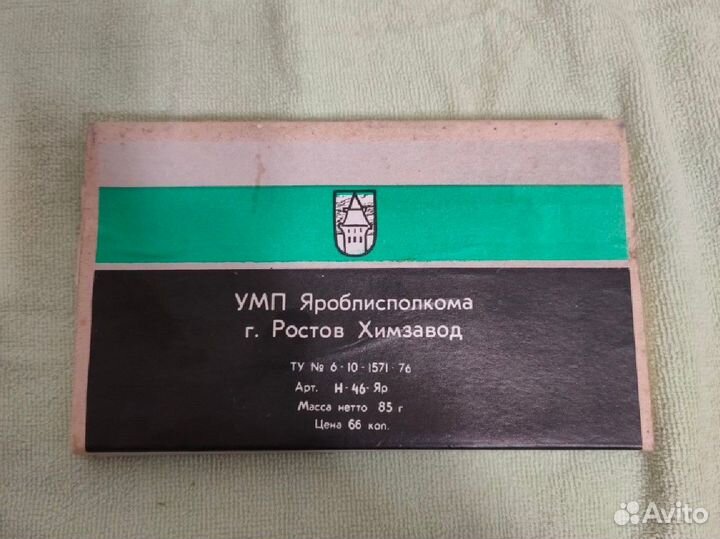 УМП Яроблисполкома
г. Ростов Химзавод
ТУ № 6-10-1571-76
Арт. Н-46-Яр
Масса нетто 85 г
Цена 66 коп.
Avito